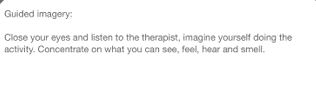 Guided imagery:
Close your eyes and listen to the therapist, imagine yourself doing the
activity. Concentrate on what you can see, feel, hear and smell.